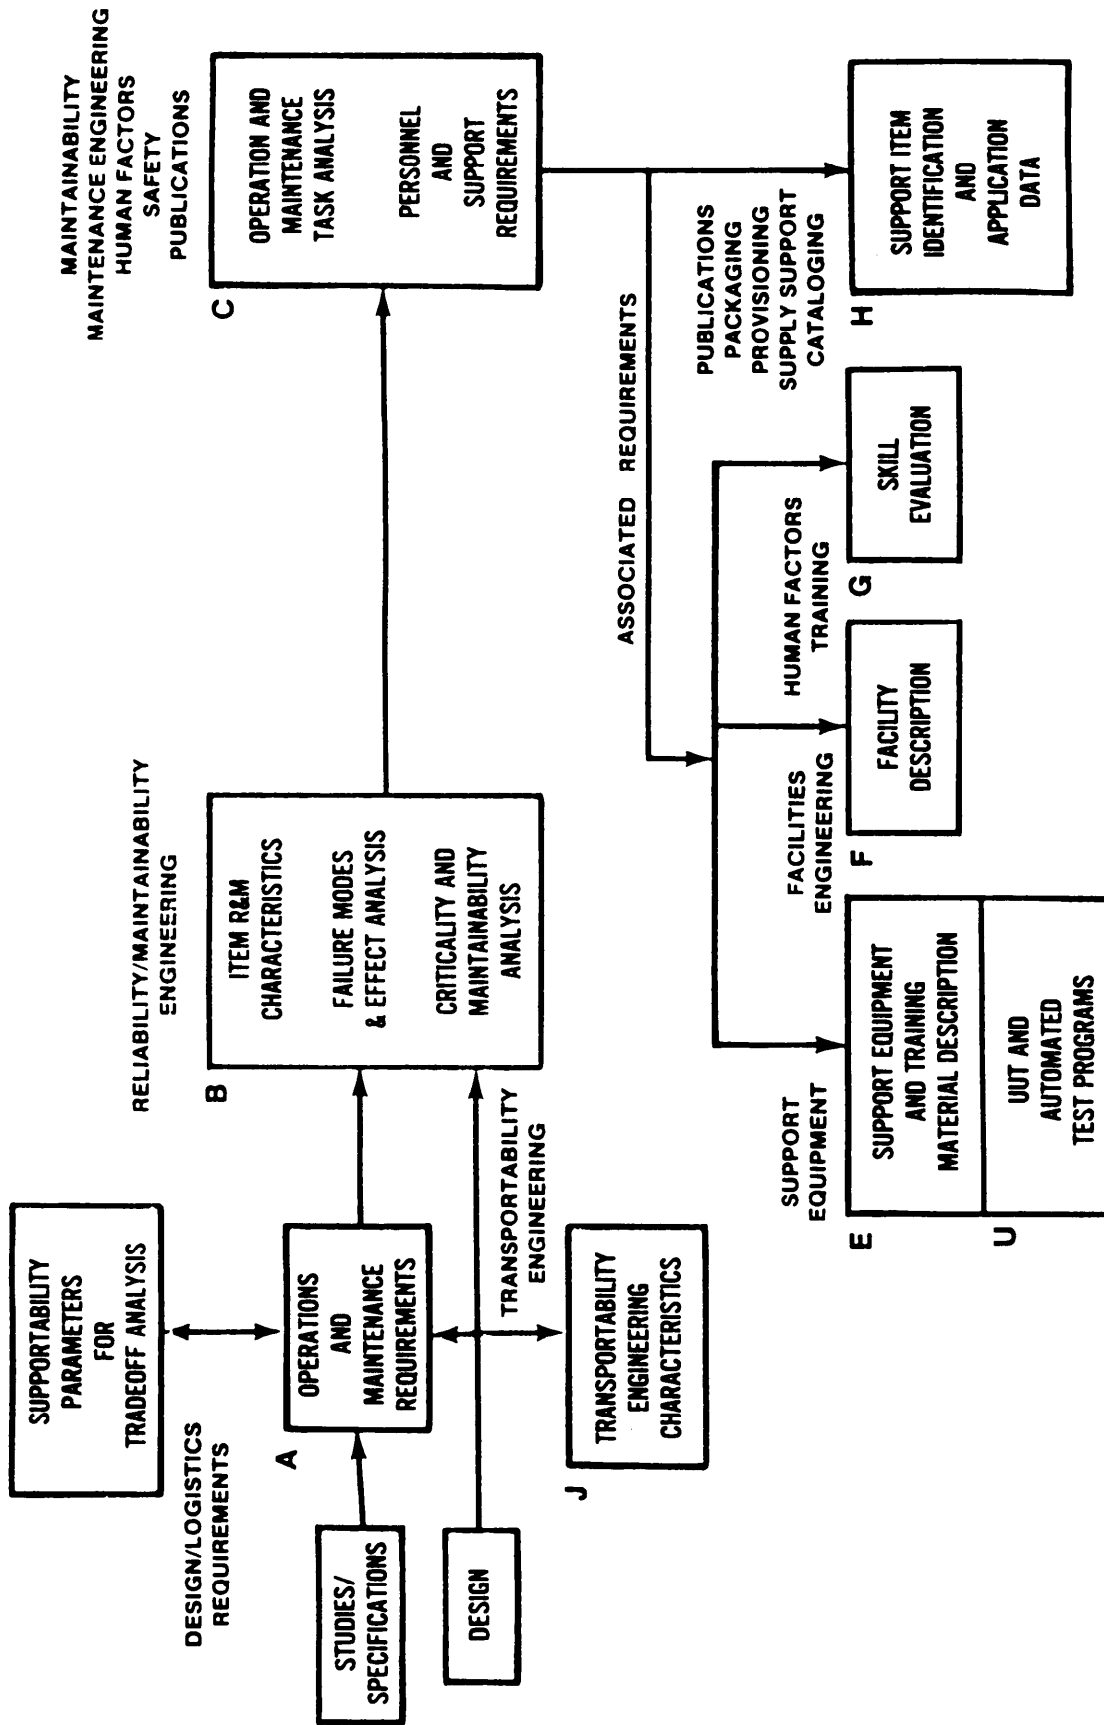 SUPPORTABILITY
PARAMETERS
FOR
TRADEOFF ANALYSIS
DESIGN/LOGISTICS
REQUIREMENTS
STUDIES/
SPECIFICATIONS
DESIGN
A
OPERATIONS
AND
MAINTENANCE
REQUIREMENTS
TRANSPORTABILITY
ENGINEERING
J
TRANSPORTABILITY
ENGINEERING
CHARACTERISTICS
RELIABILITY/MAINTAINABILITY
ENGINEERING
B
ITEM R&M
CHARACTERISTICS
FAILURE MODES
& EFFECT ANALYSIS
CRITICALITY AND
MAINTAINABILITY
ANALYSIS
MAINTAINABILITY
MAINTENANCE ENGINEERING
HUMAN FACTORS
SAFETY
PUBLICATIONS
C
OPERATION AND
MAINTENANCE
TASK ANALYSIS
PERSONNEL
AND
SUPPORT
REQUIREMENTS
ASSOCIATED REQUIREMENTS
SUPPORT
EQUIPMENT
E
SUPPORT EQUIPMENT
AND TRAINING
MATERIAL DESCRIPTION
U
UUT AND
AUTOMATED
TEST PROGRAMS
FACILITIES
ENGINEERING
F
FACILITY
DESCRIPTION
HUMAN FACTORS
TRAINING
G
SKILL
EVALUATION
PUBLICATIONS
PACKAGING
PROVISIONING
SUPPLY SUPPORT
CATALOGING
H
SUPPORT ITEM
IDENTIFICATION
AND
APPLICATION
DATA